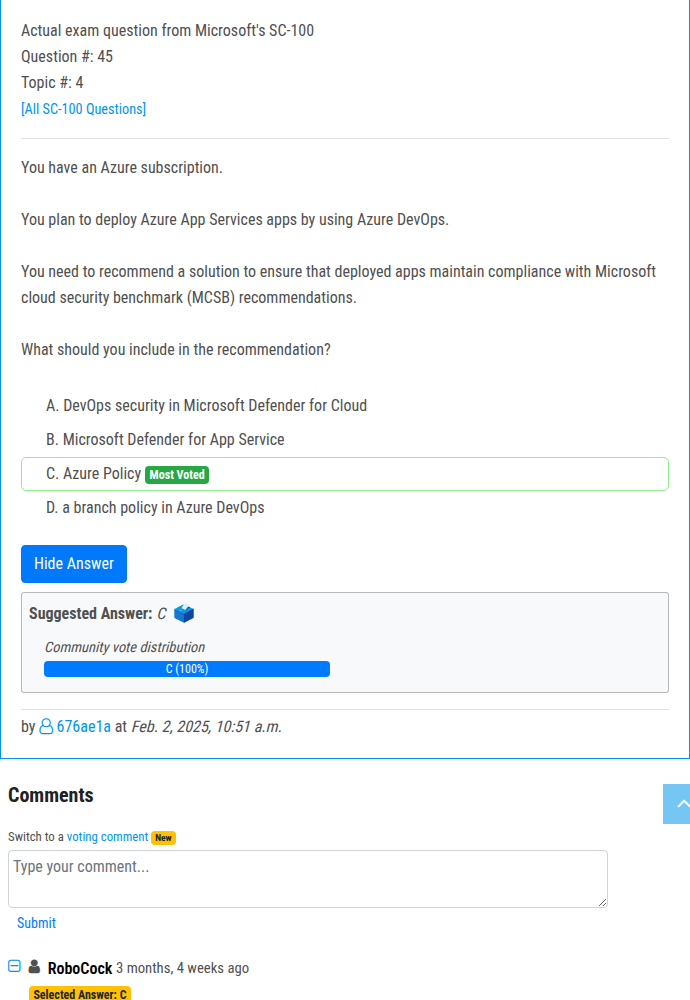 Actual exam question from Microsoft's SC-100
Question #: 45
Topic #: 4
[All SC-100 Questions]
You have an Azure subscription.
You plan to deploy Azure App Services apps by using Azure DevOps.
You need to recommend a solution to ensure that deployed apps maintain compliance with Microsoft
cloud security benchmark (MCSB) recommendations.
What should you include in the recommendation?
A. DevOps security in Microsoft Defender for Cloud
B. Microsoft Defender for App Service
C. Azure Policy Most Voted
D. a branch policy in Azure DevOps
Hide Answer
Suggested Answer: C
Community vote distribution
C (100%)
by 676ae1a at Feb. 2, 2025, 10:51 a.m.
Comments
Switch to a voting comment New
Type your comment...
Submit
RoboCock 3 months, 4 weeks ago
Selected Answer: C